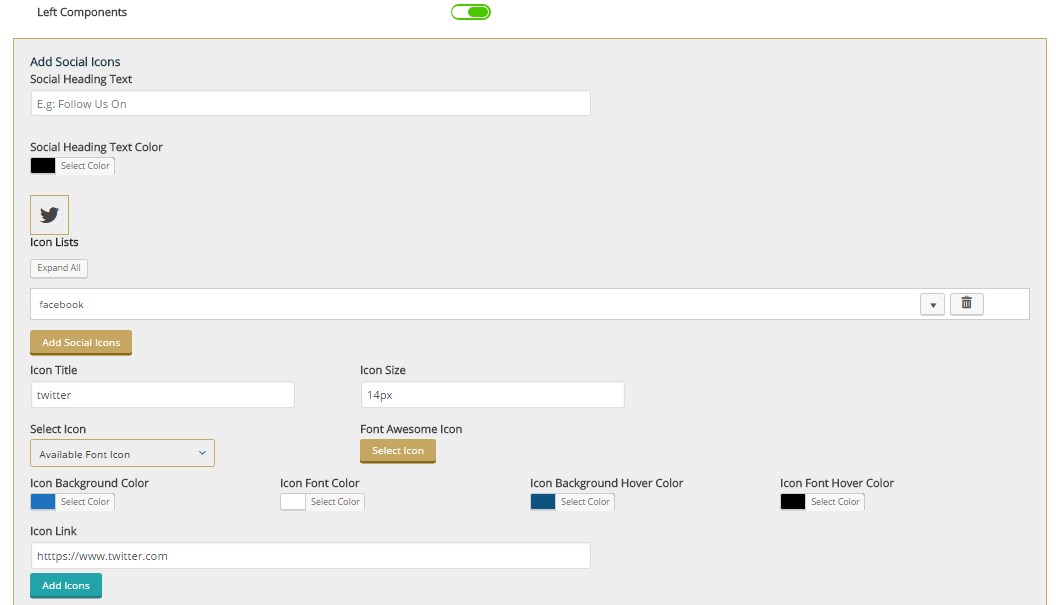 Left Components
Add Social Icons
Social Heading Text
E.g: Follow Us On
Social Heading Text Color
Select Color
Icon Lists
Expand All
facebook
Add Social Icons
Icon Title Icon Size
twitter 14px
Select Icon Font Awesome Icon
Available Font Icon Select Icon
Icon Background Color Icon Font Color Icon Background Hover Color Icon Font Hover Color
Select Color Select Color Select Color Select Color
Icon Link
htttps://www.twitter.com
Add Icons